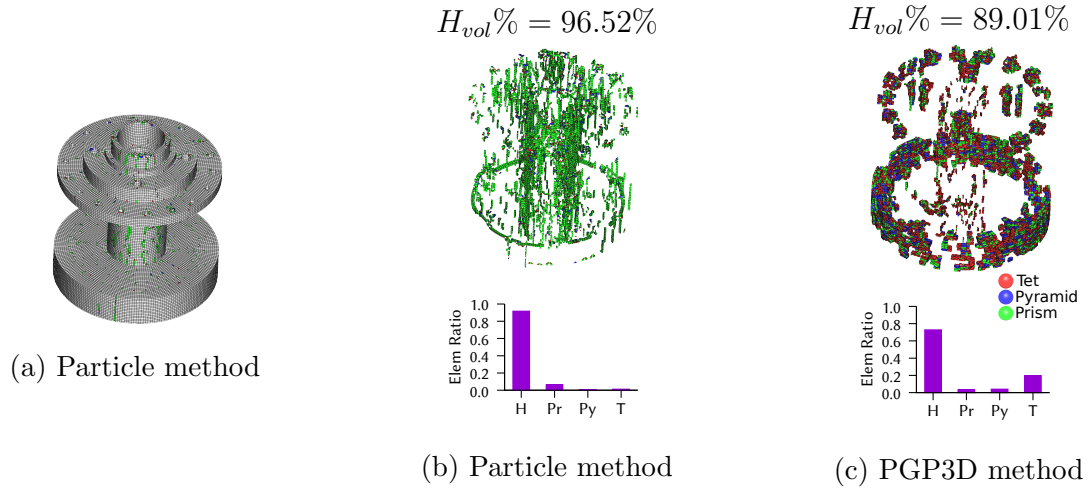 H_vol% = 96.52%
H_vol% = 89.01%
Tet
Pyramid
Prism
1.0
0.8
0.6
0.4
0.2
0.0
Elem Ratio
H Pr Py T
1.0
0.8
0.6
0.4
0.2
0.0
Elem Ratio
H Pr Py T
(a) Particle method
(b) Particle method
(c) PGP3D method